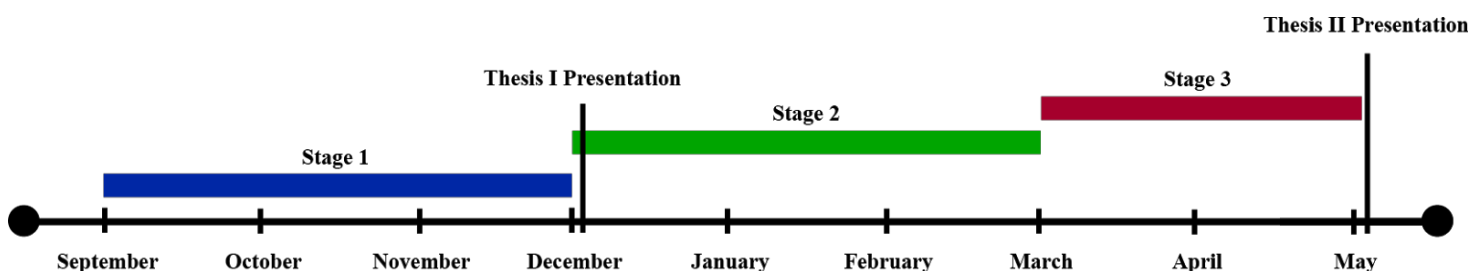 Thesis II Presentation
Thesis I Presentation
Stage 3
Stage 2
Stage 1
September October November December January February March April May